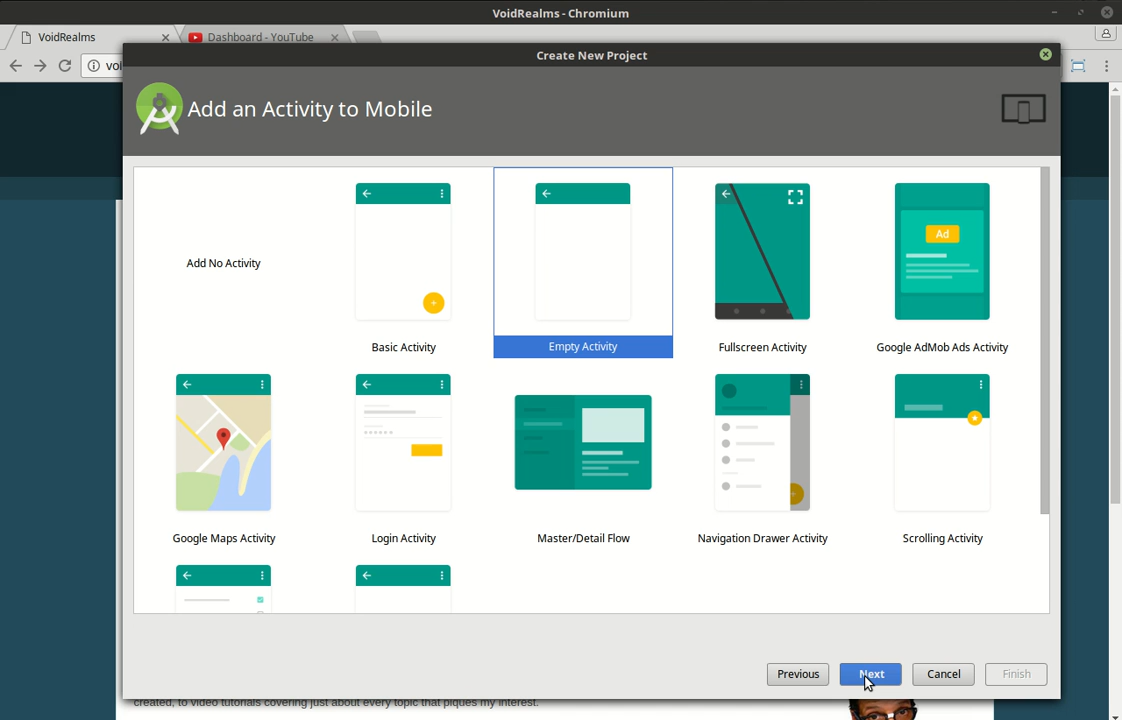 VoidRealms - Chromium
VoidRealms
Dashboard - YouTube
voi
Create New Project
Add an Activity to Mobile
Add No Activity
Basic Activity
Empty Activity
Fullscreen Activity
Ad
Google AdMob Ads Activity
Google Maps Activity
Login Activity
Master/Detail Flow
Navigation Drawer Activity
Scrolling Activity
Previous
Next
Cancel
Finish
created, to video tutorials covering just about every topic that piques my interest.